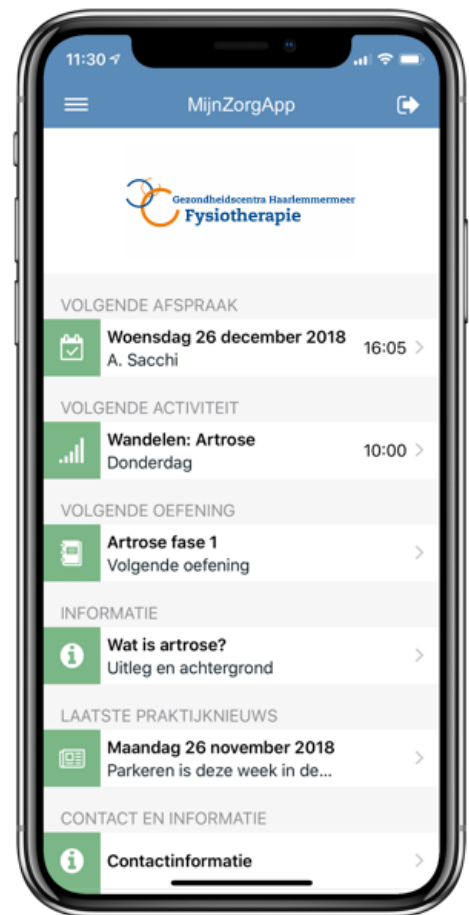 11:30
MijnZorgApp
Gezondheidscentra Haarlemmermeer
Fysiotherapie
VOLGENDE AFSPRAAK
Woensdag 26 december 2018
A. Sacchi
16:05
VOLGENDE ACTIVITEIT
Wandelen: Artrose
Donderdag
10:00
VOLGENDE OEFENING
Artrose fase 1
Volgende oefening
INFORMATIE
Wat is artrose?
Uitleg en achtergrond
LAATSTE PRAKTIJKNIEUWS
Maandag 26 november 2018
Parkeren is deze week in de...
CONTACT EN INFORMATIE
Contactinformatie